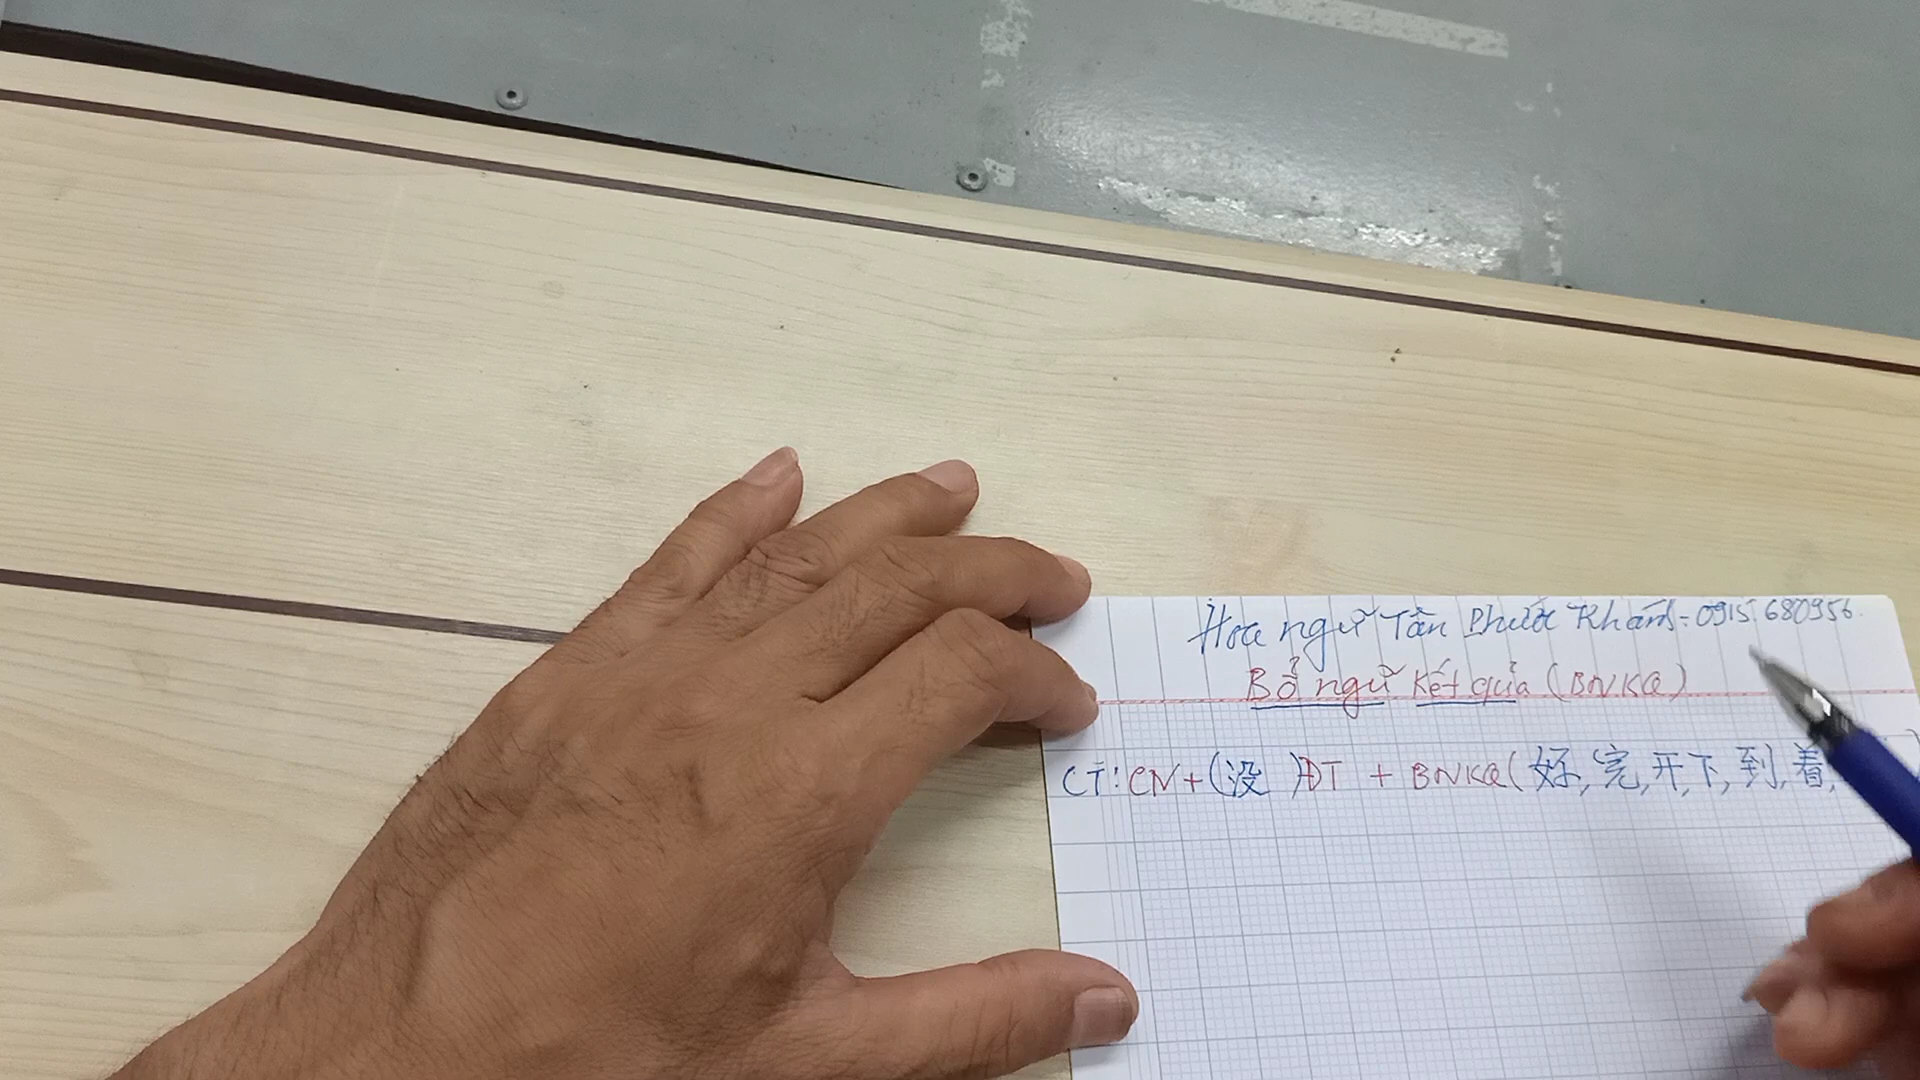 Hoa ngữ Tân Phước Khánh: 0915.680956.
Bổ ngữ kết quả (BNKQ)
CT: CN + (没 ) ĐT + BNKQ (好, 完, 开, 下, 到, 着,